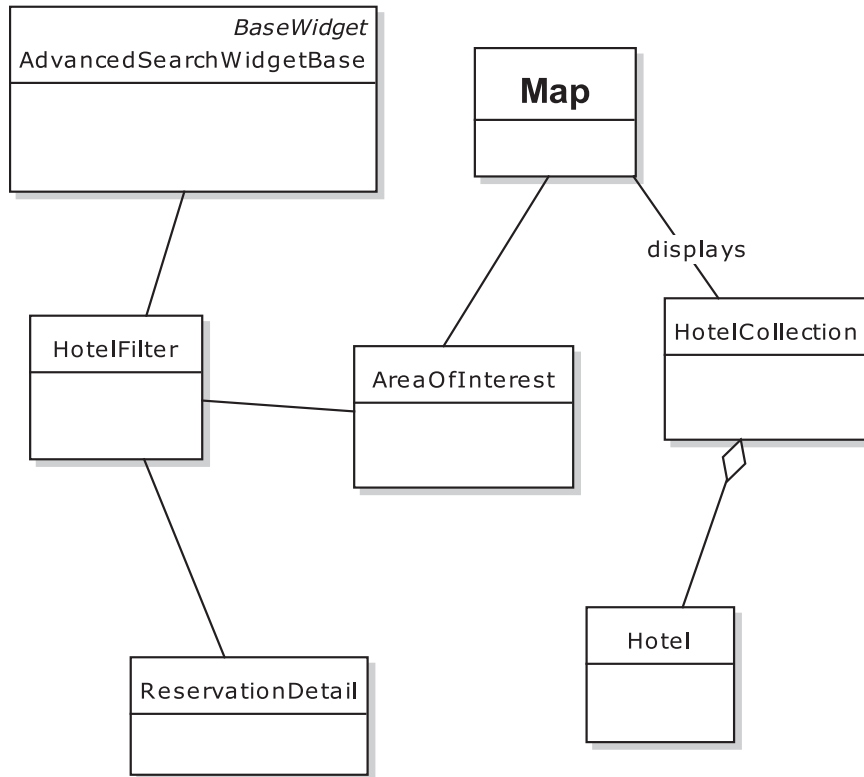 BaseWidget
AdvancedSearchWidgetBase
Map
displays
HotelFilter
AreaOfInterest
HotelCollection
ReservationDetail
Hotel